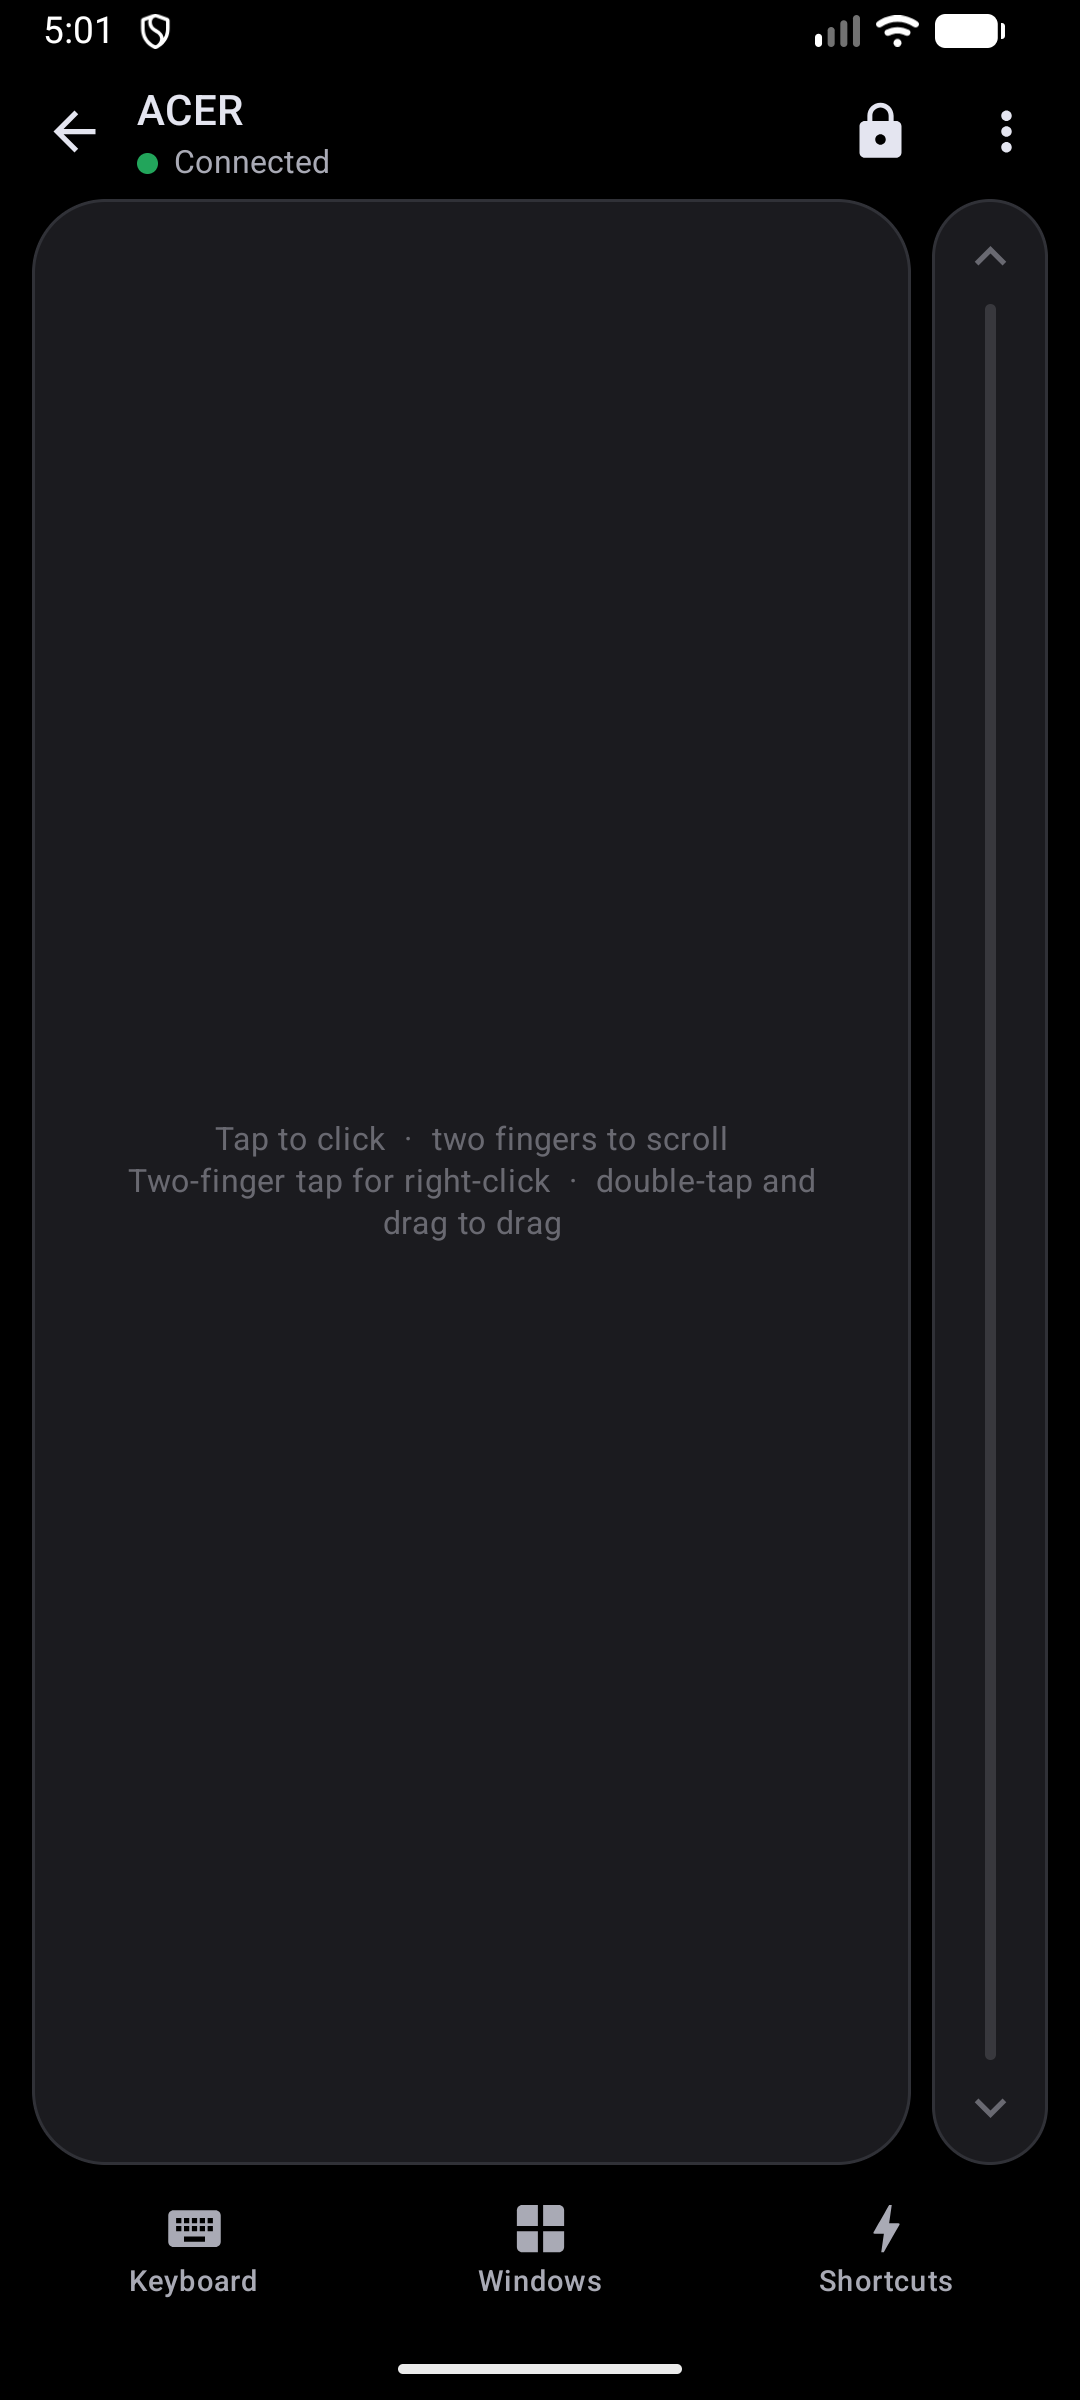 5:01
ACER
Connected
Tap to click · two fingers to scroll
Two-finger tap for right-click · double-tap and
drag to drag
Keyboard
Windows
Shortcuts